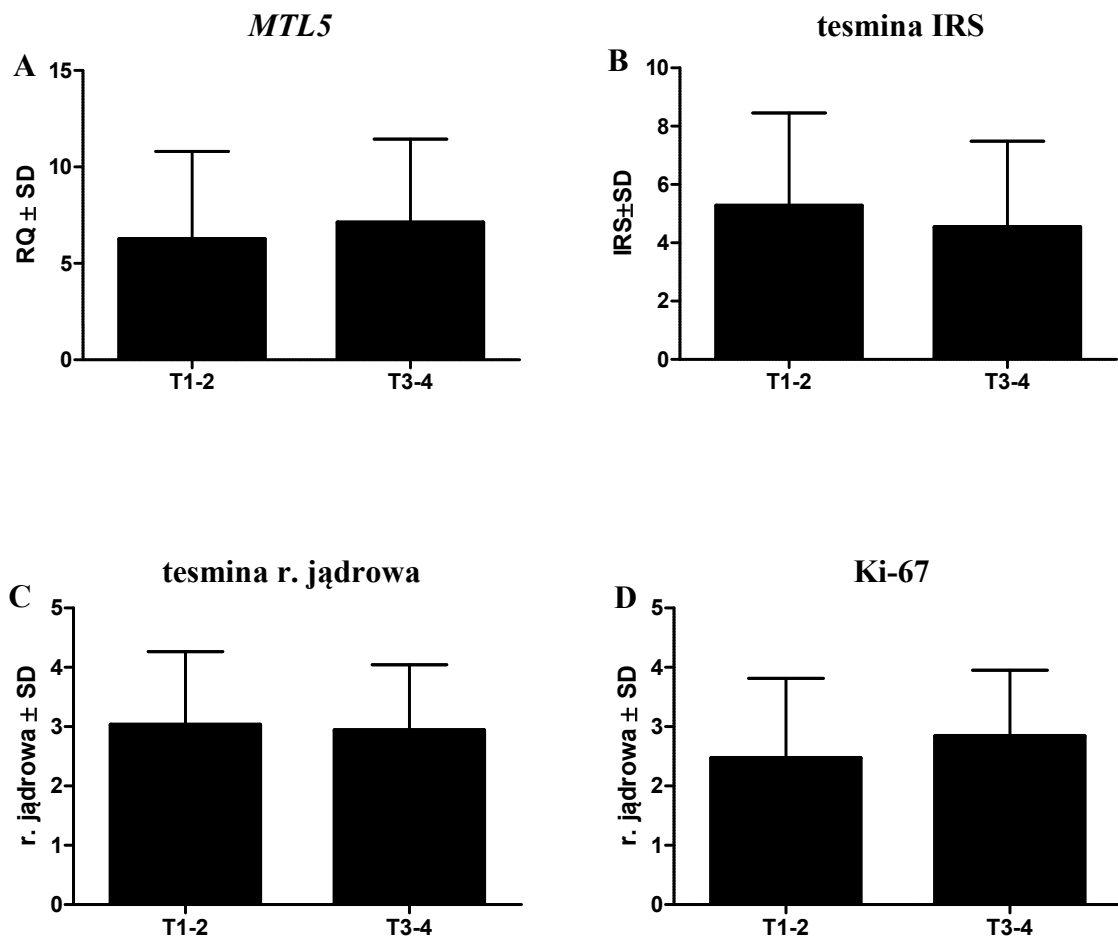 MTL5
A
15
10
5
0
RQ ± SD
T1-2
T3-4
tesmina IRS
B
10
8
6
4
2
0
IRS±SD
T1-2
T3-4
tesmina r. jądrowa
C
5
4
3
2
1
0
r. jądrowa ± SD
T1-2
T3-4
Ki-67
D
5
4
3
2
1
0
r. jądrowa ± SD
T1-2
T3-4